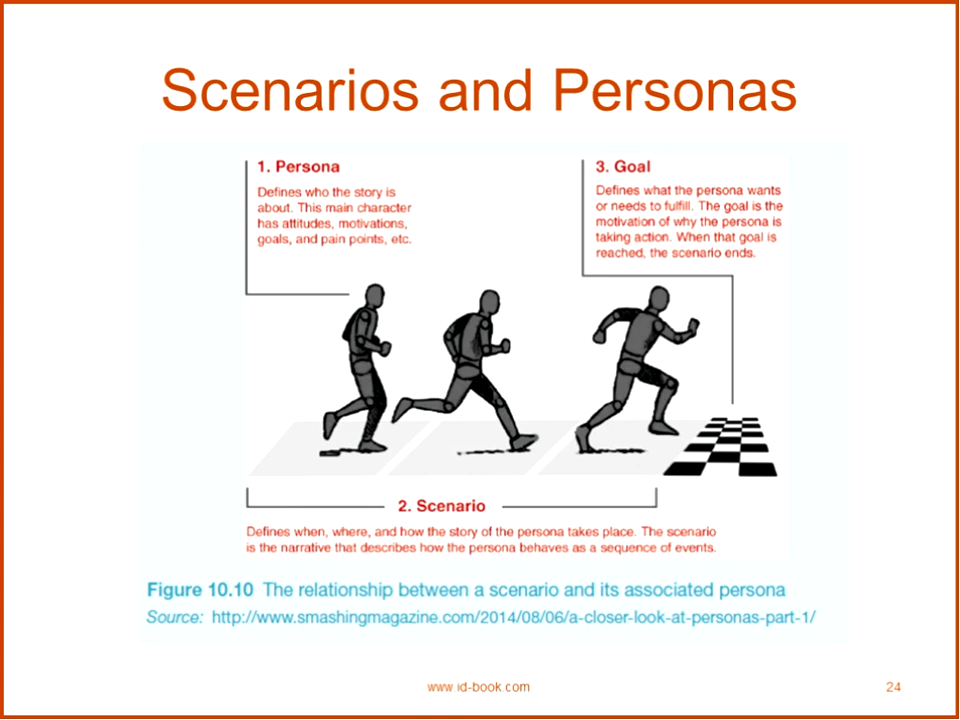 Scenarios and Personas
1. Persona
Defines who the story is
about. This main character
has attitudes, motivations,
goals, and pain points, etc.
3. Goal
Defines what the persona wants
or needs to fulfill. The goal is the
motivation of why the persona is
taking action. When that goal is
reached, the scenario ends.
2. Scenario
Defines when, where, and how the story of the persona takes place. The scenario
is the narrative that describes how the persona behaves as a sequence of events.
Figure 10.10 The relationship between a scenario and its associated persona
Source: http://www.smashingmagazine.com/2014/08/06/a-closer-look-at-personas-part-1/
www.id-book.com
24